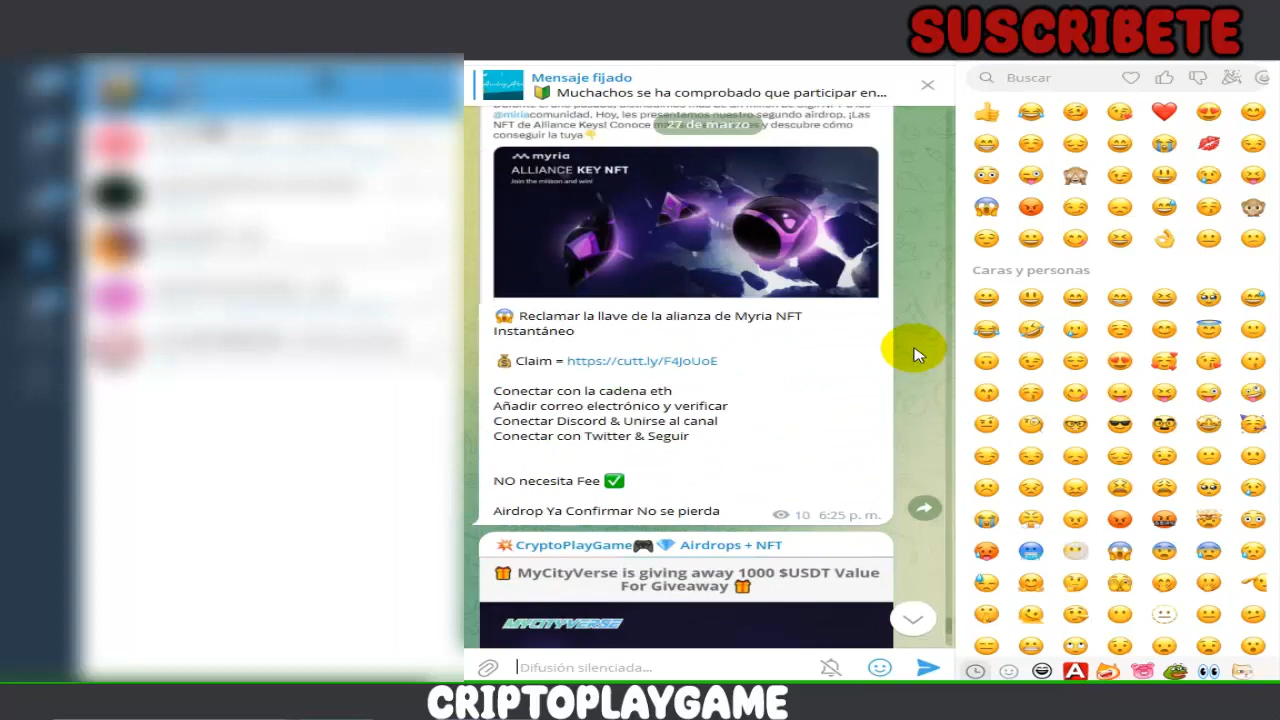 SUSCRIBETE
Mensaje fijado
🔰 Muchachos se ha comprobado que participar en...
Buscar
@miriacomunidad. Hoy, les presentamos nuestro segundo airdrop. ¡Las
NFT de Alliance Keys! Conoce
y descubre cómo
27 de marzo
conseguir la tuya👇
myria
ALLIANCE KEY NFT
Join the million and win!
Caras y personas
😱 Reclamar la llave de la alianza de Myria NFT
Instantáneo
💰 Claim = https://cutt.ly/F4JoUoE
Conectar con la cadena eth
Añadir correo electrónico y verificar
Conectar Discord & Unirse al canal
Conectar con Twitter & Seguir
NO necesita Fee ✅
Airdrop Ya Confirmar No se pierda
10 6:25 p. m.
💥CryptoPlayGame🎮💎 Airdrops + NFT
🎁 MyCityVerse is giving away 1000 $USDT Value
For Giveaway 🎁
MYCITYVERSE
Difusión silenciada...
CRIPTOPLAYGAME